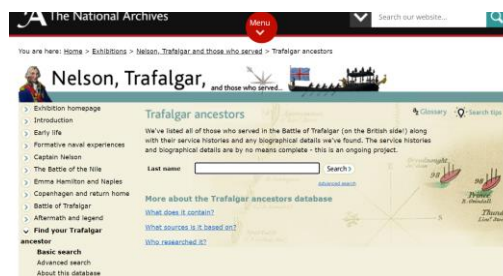 The National Archives
Menu
Search our website...
You are here: Home > Exhibitions > Nelson, Trafalgar and those who served > Trafalgar ancestors
Nelson, Trafalgar, and those who served...
Exhibition homepage
Introduction
Early life
Formative naval experiences
Captain Nelson
The Battle of the Nile
Emma Hamilton and Naples
Copenhagen and return home
Battle of Trafalgar
Aftermath and legend
Find your Trafalgar
ancestor
Basic search
Advanced search
About this database
Trafalgar ancestors
Glossary
Search tips
We've listed all of those who served in the Battle of Trafalgar (on the British side!) along
with their service histories and any biographical details we've found. The service histories
and biographical details are by no means complete - this is an ongoing project.
Last name
Search >
Advanced search
More about the Trafalgar ancestors database
What does it contain?
What sources is it based on?
Who researched it?
98
98
Prince
S